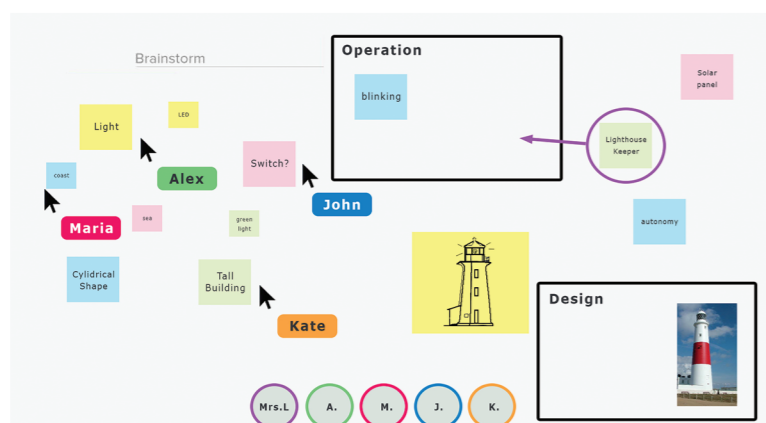 Brainstorm
Operation
blinking
Solar
panel
Light
LED
Lighthouse
Keeper
Switch?
coast
Alex
John
sea
green
light
autonomy
Maria
Cylidrical
Shape
Tall
Building
Kate
Design
Mrs.L
A.
M.
J.
K.